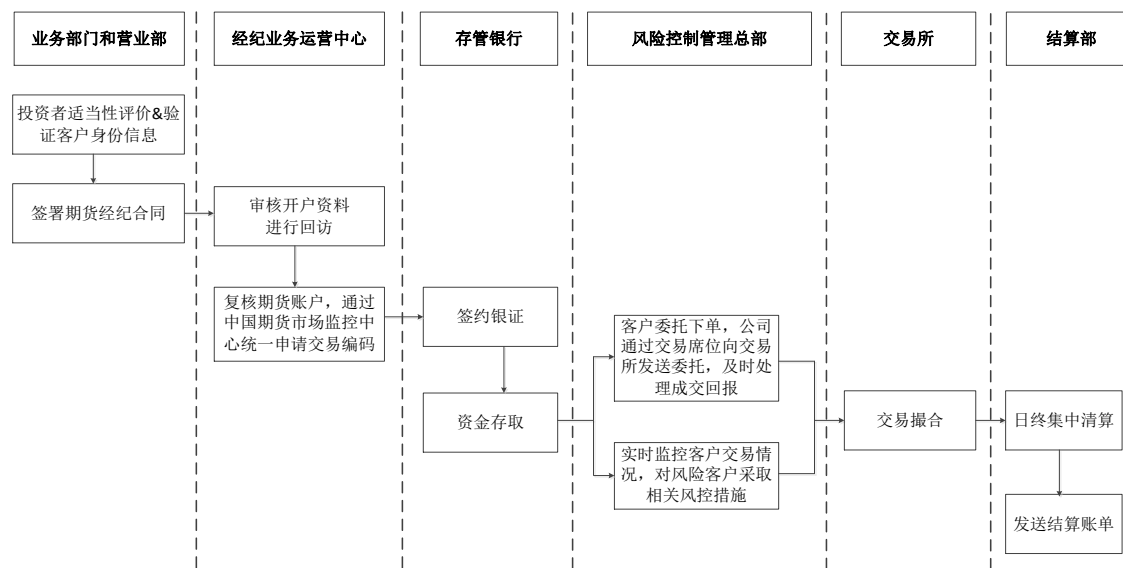 业务部门和营业部
经纪业务运营中心
存管银行
风险控制管理总部
交易所
结算部
投资者适当性评价&验
证客户身份信息
签署期货经纪合同
审核开户资料
进行回访
复核期货账户，通过
中国期货市场监控中
心统一申请交易编码
签约银证
资金存取
客户委托下单，公司
通过交易席位向交易
所发送委托，及时处
理成交回报
实时监控客户交易情
况，对风险客户采取
相关风控措施
交易撮合
日终集中清算
发送结算账单